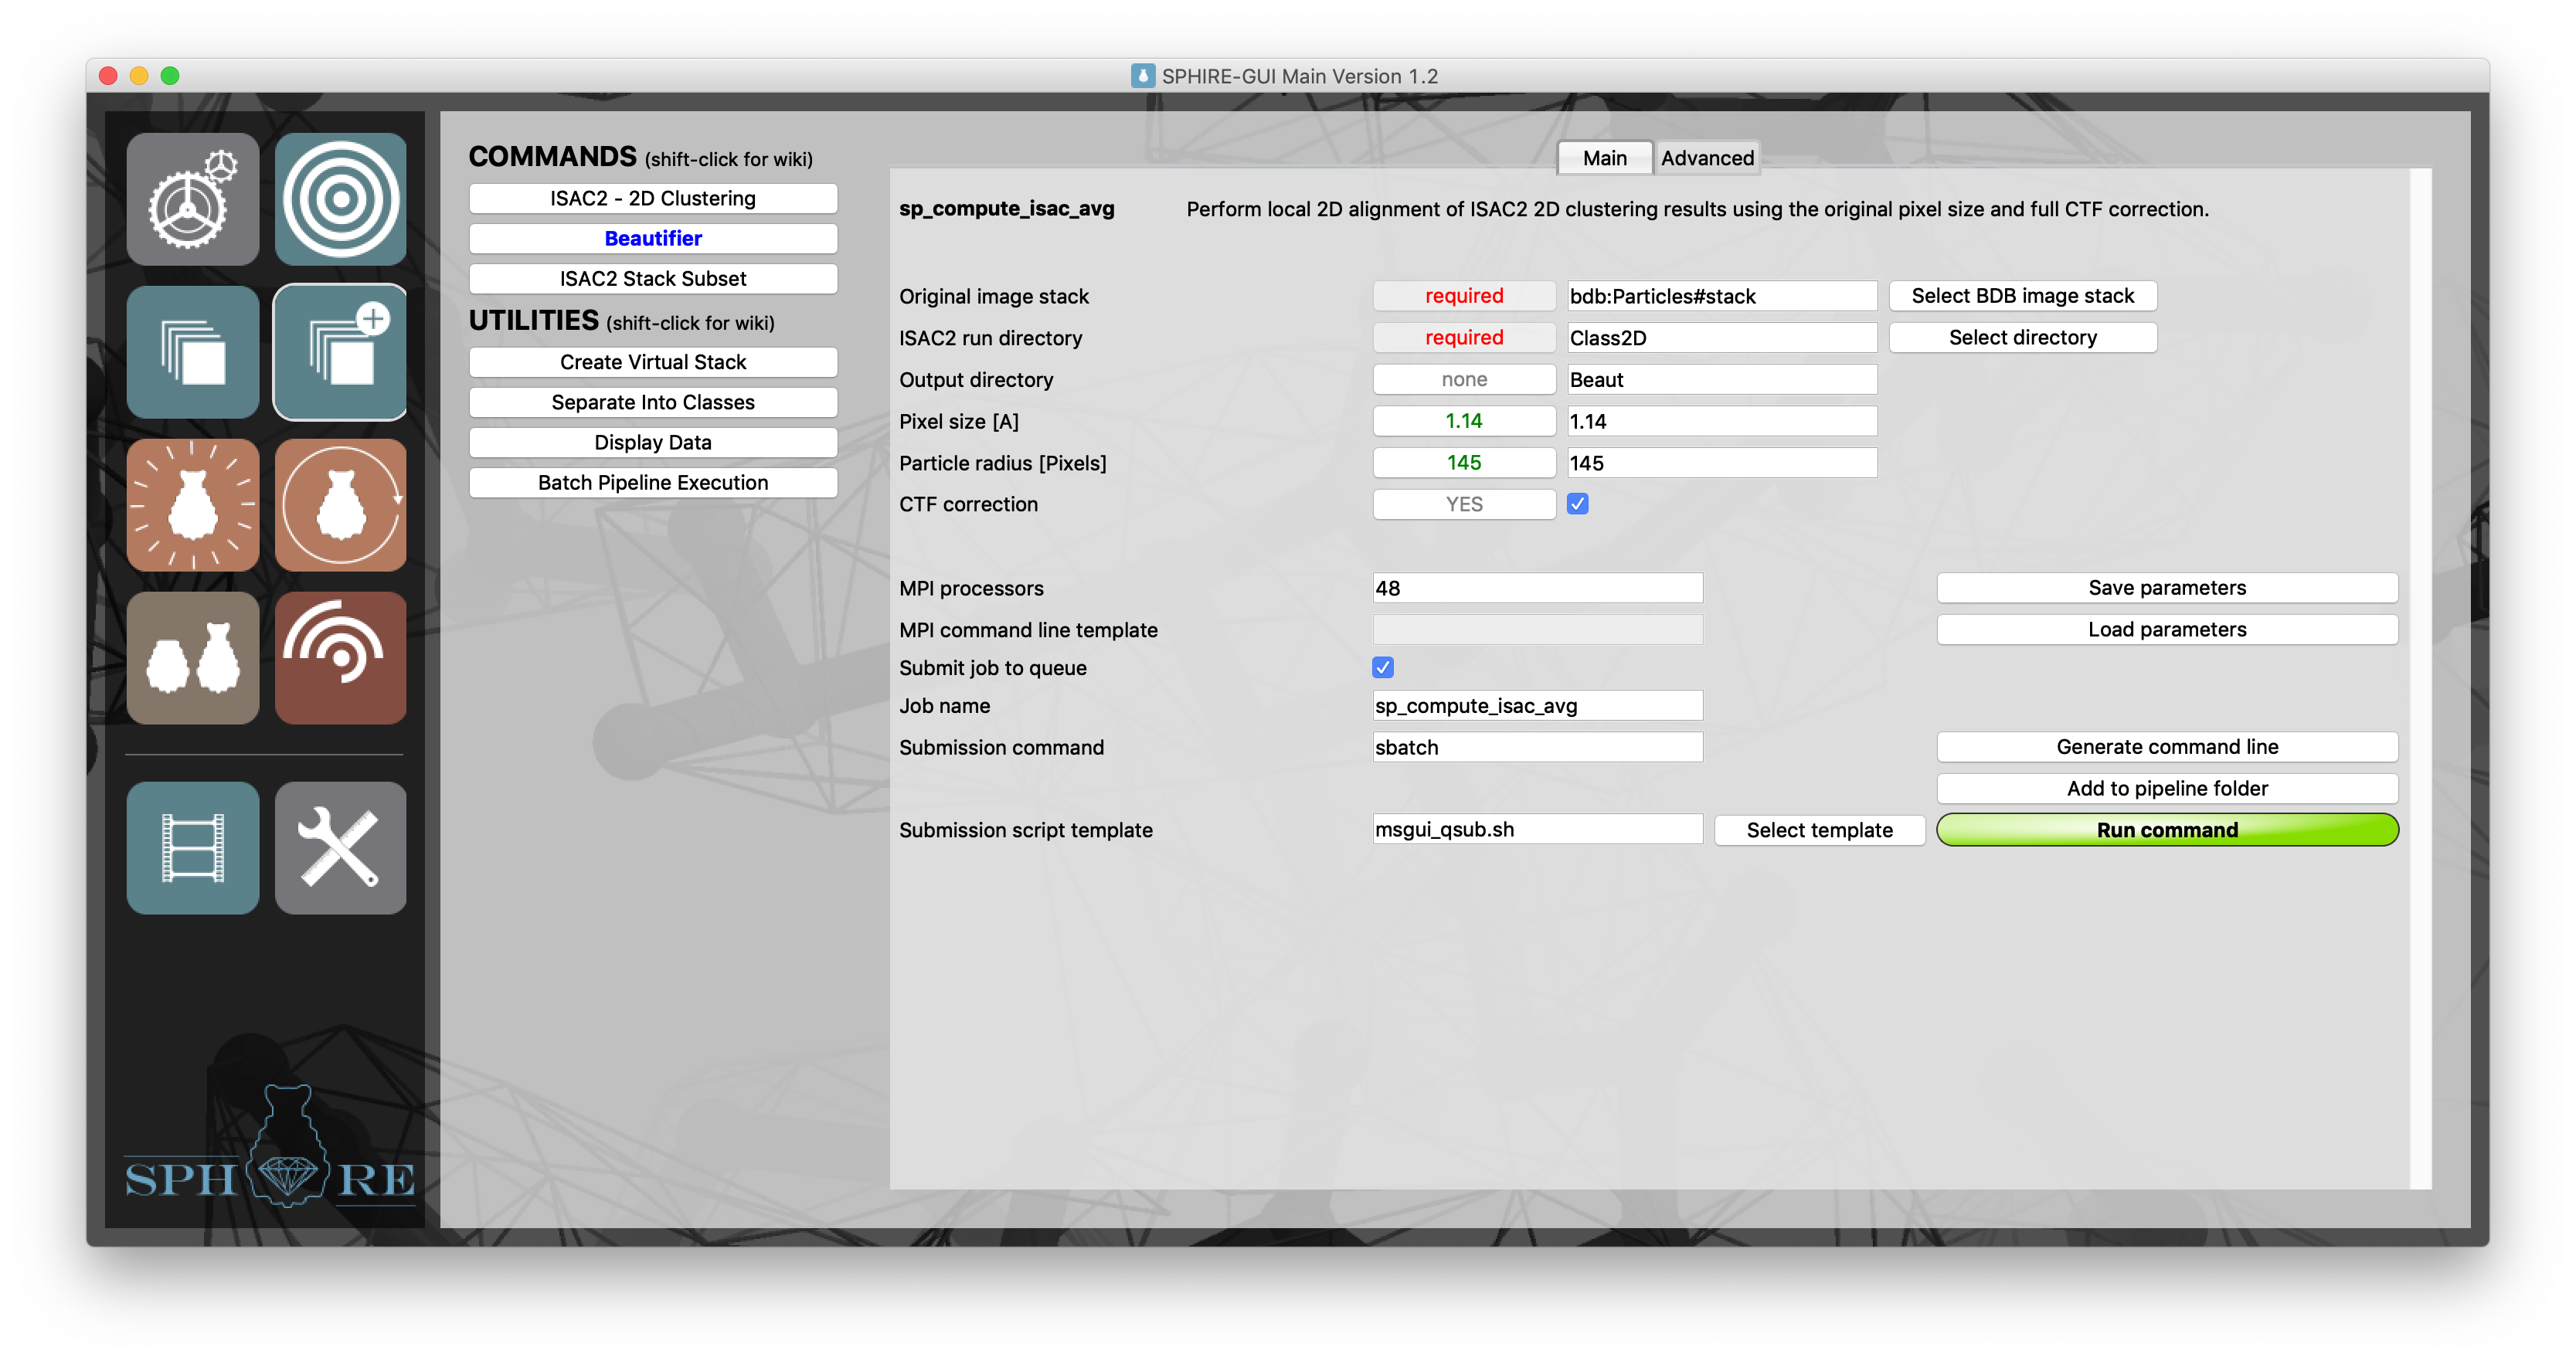 SPHIRE-GUI Main Version 1.2
COMMANDS (shift-click for wiki)
ISAC2 - 2D Clustering
Beautifier
ISAC2 Stack Subset
UTILITIES (shift-click for wiki)
Create Virtual Stack
Separate Into Classes
Display Data
Batch Pipeline Execution
Main Advanced
sp_compute_isac_avg Perform local 2D alignment of ISAC2 2D clustering results using the original pixel size and full CTF correction.
Original image stack required bdb:Particles#stack Select BDB image stack
ISAC2 run directory required Class2D Select directory
Output directory none Beaut
Pixel size [A] 1.14 1.14
Particle radius [Pixels] 145 145
CTF correction YES
MPI processors 48 Save parameters
MPI command line template Load parameters
Submit job to queue
Job name sp_compute_isac_avg
Submission command sbatch Generate command line
Add to pipeline folder
Submission script template msgui_qsub.sh Select template Run command
SPHIRE